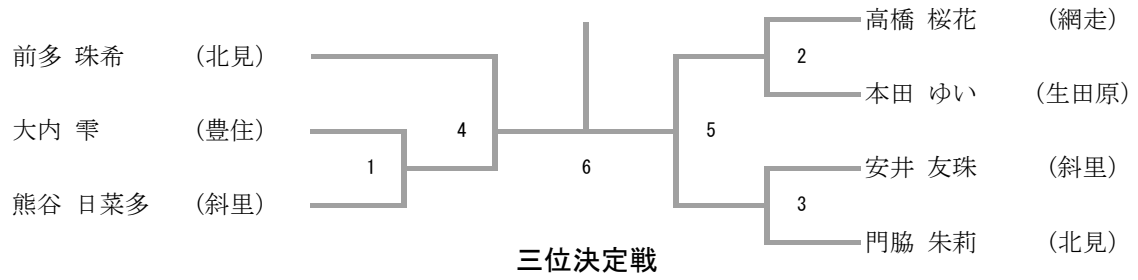 前多 珠希 (北見)
大内 雫 (豊住)
熊谷 日菜多 (斜里)
1
4
6
5
2
3
高橋 桜花 (網走)
本田 ゆい (生田原)
安井 友珠 (斜里)
門脇 朱莉 (北見)
三位決定戦